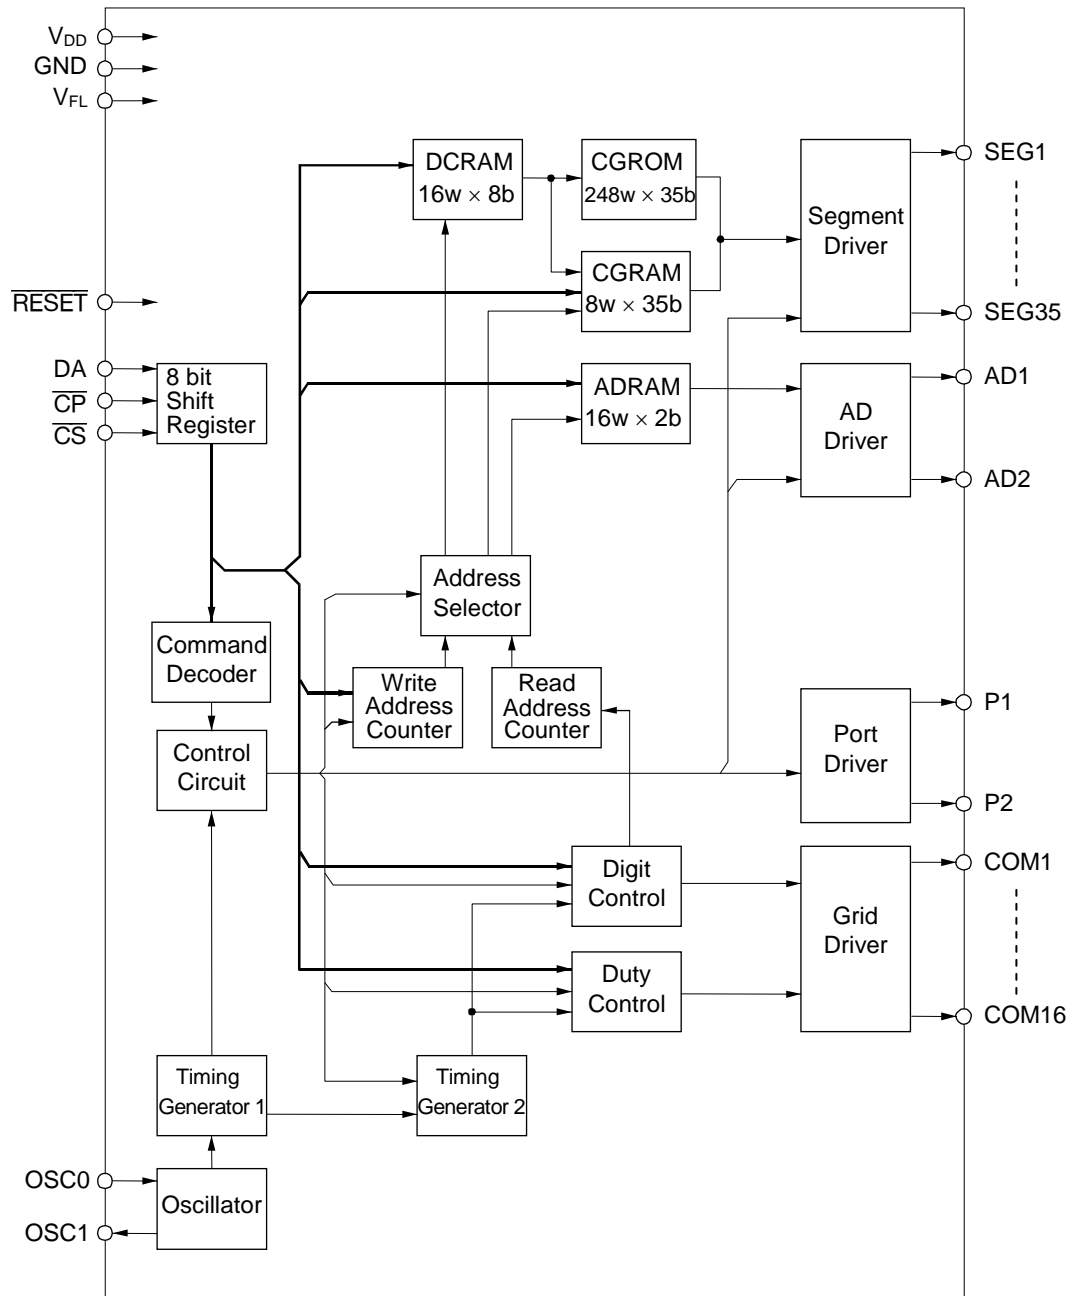 VDD
GND
VFL
RESET
DA
CP
CS
8 bit
Shift
Register
DCRAM
16w × 8b
CGROM
248w × 35b
CGRAM
8w × 35b
ADRAM
16w × 2b
Segment
Driver
SEG1
SEG35
AD
Driver
AD1
AD2
Address
Selector
Command
Decoder
Write
Address
Counter
Read
Address
Counter
Control
Circuit
Port
Driver
P1
P2
Digit
Control
Duty
Control
Grid
Driver
COM1
COM16
Timing
Generator 1
Timing
Generator 2
OSC0
OSC1
Oscillator